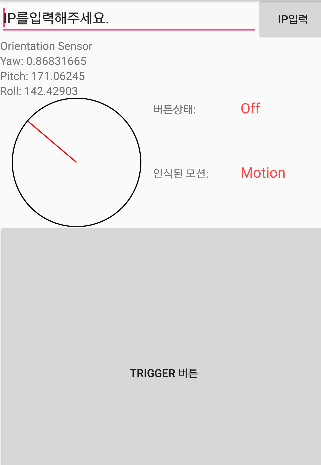 IP를입력해주세요.
IP입력
Orientation Sensor
Yaw: 0.86831665
Pitch: 171.06245
Roll: 142.42903
버튼상태: Off
인식된 모션: Motion
TRIGGER 버튼